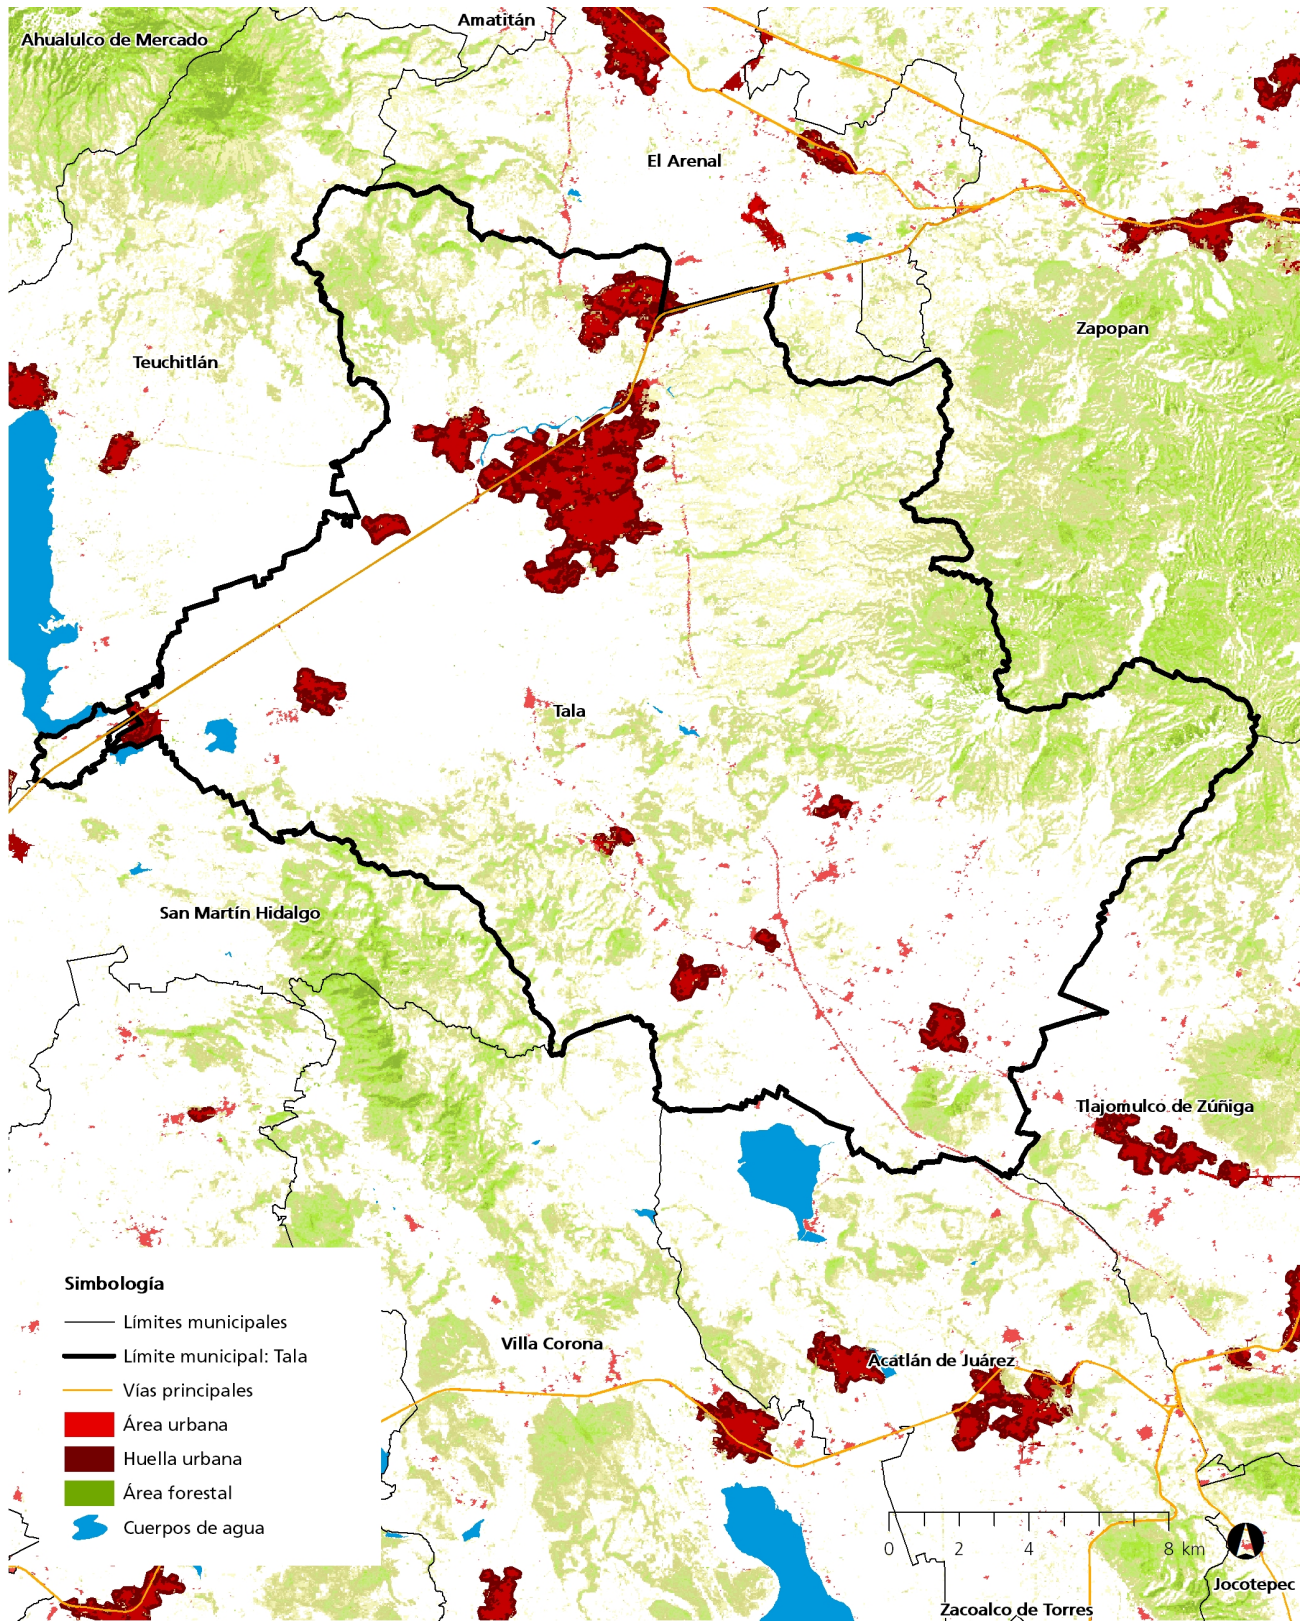 Amatitán
Ahualulco de Mercado
El Arenal
Zapopan
Teuchitlán
Tala
San Martín Hidalgo
Tlajomulco de Zúñiga
Simbología
Límites municipales
Límite municipal: Tala
Vías principales
Área urbana
Huella urbana
Área forestal
Cuerpos de agua
Villa Corona
Acatlán de Juárez
0 2 4 8 km
Jocotepec
Zacoalco de Torres